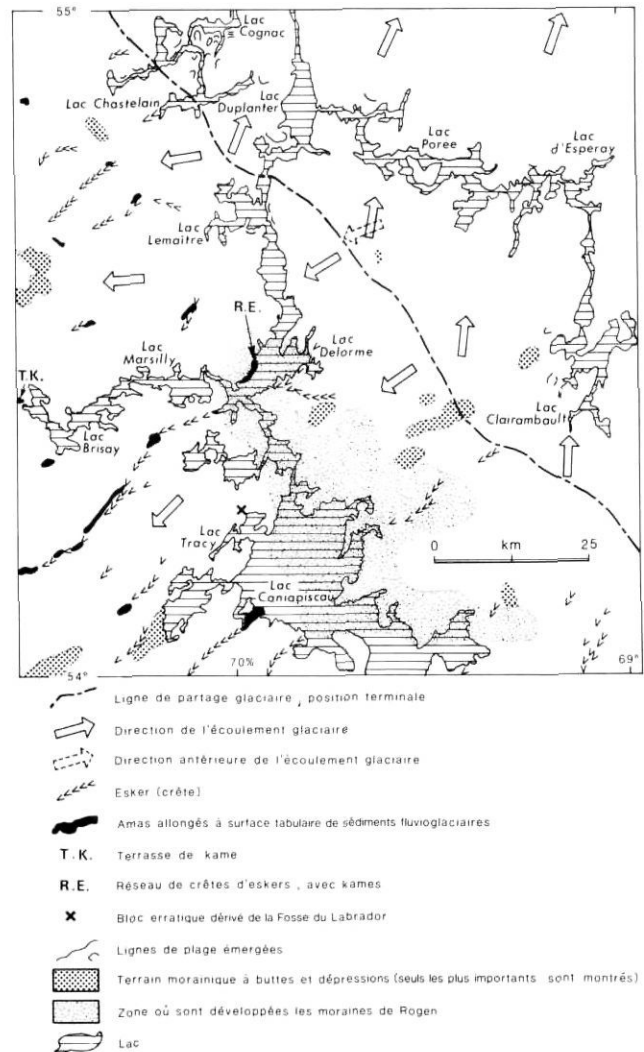 55°
Lac
Cognac
Lac Chastelain
Lac
Duplanter
Lac
Porée
Lac
d'Esperay
Lac
Lemaître
R.E.
Lac
Marsilly
Lac
Delorme
T.K.
Lac
Brisay
Lac
Clairambault
Lac
Tracy
0 km 25
Lac
Caniapiscau
54°
70%
69°
Ligne de partage glaciaire, position terminale
Direction de l'écoulement glaciaire
Direction antérieure de l'écoulement glaciaire
Esker (crête)
Amas allongés à surface tabulaire de sédiments fluvioglaciaires
T.K. Terrasse de kame
R.E. Réseau de crêtes d'eskers, avec kames
Bloc erratique dérivé de la Fosse du Labrador
Lignes de plage émergées
Terrain morainique à buttes et dépressions (seuls les plus importants sont montrés)
Zone où sont développées les moraines de Rogen
Lac